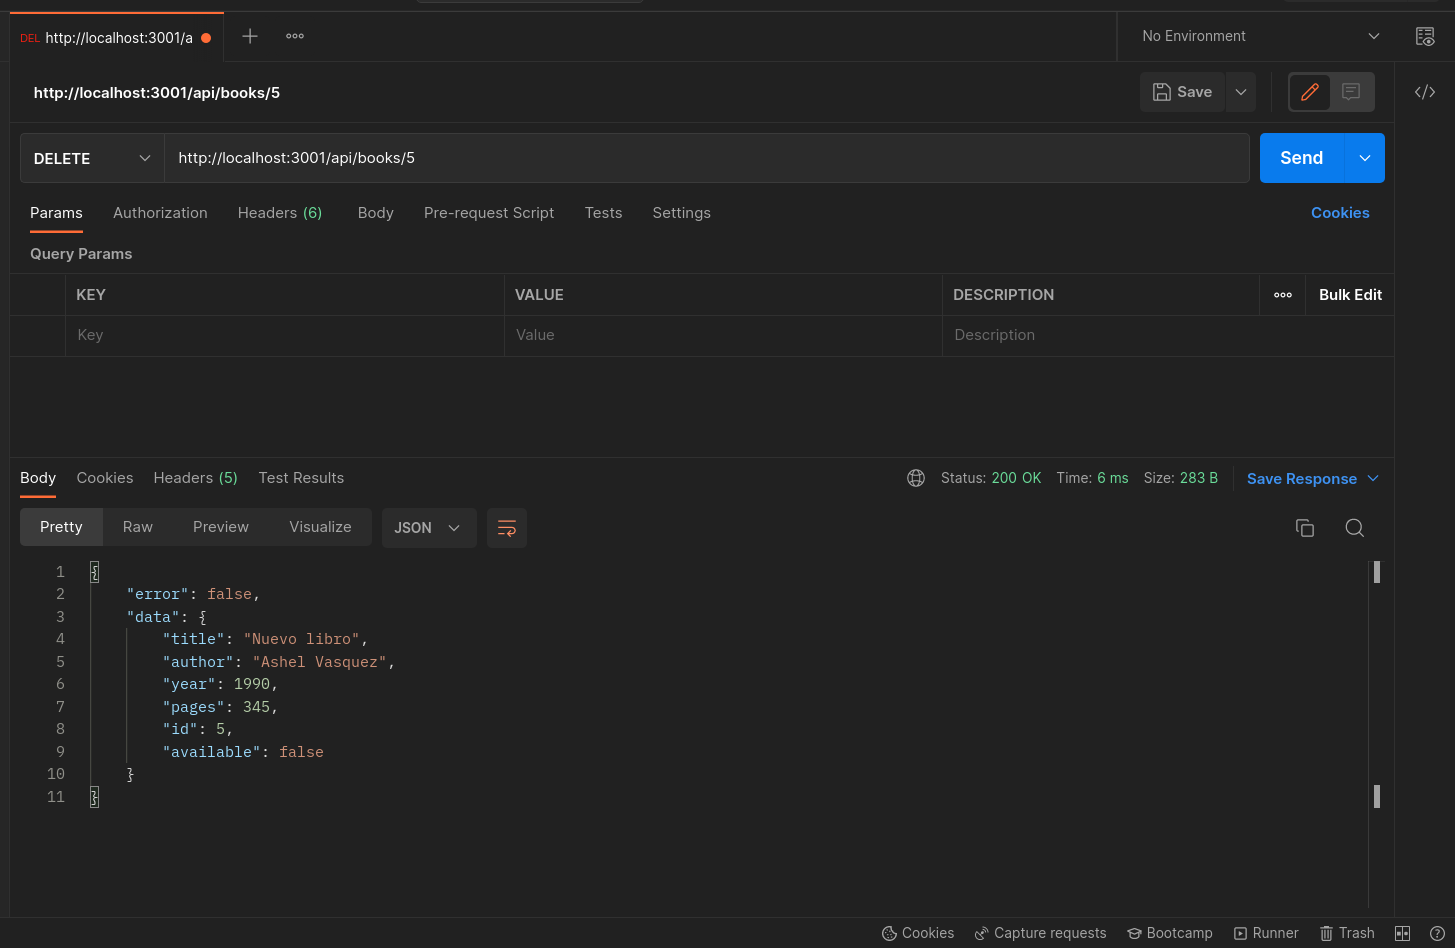 DEL http://localhost:3001/a
No Environment
http://localhost:3001/api/books/5
Save
DELETE http://localhost:3001/api/books/5 Send
Params Authorization Headers (6) Body Pre-request Script Tests Settings Cookies
Query Params
KEY VALUE DESCRIPTION Bulk Edit
Key Value Description
Body Cookies Headers (5) Test Results Status: 200 OK Time: 6 ms Size: 283 B Save Response
Pretty Raw Preview Visualize JSON
1 {
2 "error": false,
3 "data": {
4 "title": "Nuevo libro",
5 "author": "Ashel Vasquez",
6 "year": 1990,
7 "pages": 345,
8 "id": 5,
9 "available": false
10 }
11 }
Cookies Capture requests Bootcamp Runner Trash